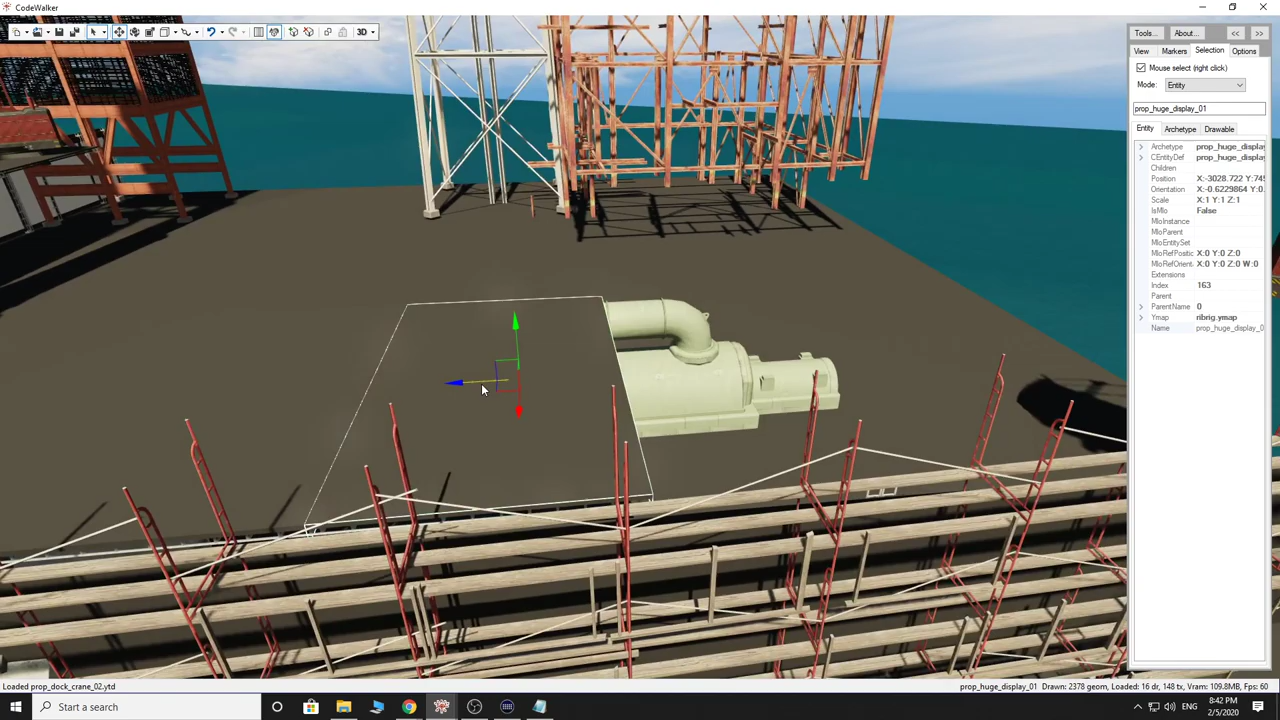 CodeWalker
3D
Tools...
About...
<<
>>
View
Markers
Selection
Options
Mouse select (right click)
Mode:
Entity
prop_huge_display_01
Entity
Archetype
Drawable
Archetype prop_huge_display
CEntityDef prop_huge_display
Children
Position X:-3028.722 Y:745
Orientation X:-0.6229864 Y:0.
Scale X:1 Y:1 Z:1
IsMlo False
MloInstance
MloParent
MloEntitySet
MloRefPositic X:0 Y:0 Z:0
MloRefOrient X:0 Y:0 Z:0 W:0
Extensions
Index 163
Parent
ParentName 0
Ymap ribrig.ymap
Name prop_huge_display_0
Loaded prop_dock_crane_02.ytd
prop_huge_display_01 Drawn: 2378 geom, Loaded: 16 dr, 148 tx, Vram: 109.8MB, Fps: 60
Start a search
8:42 PM
2/5/2020